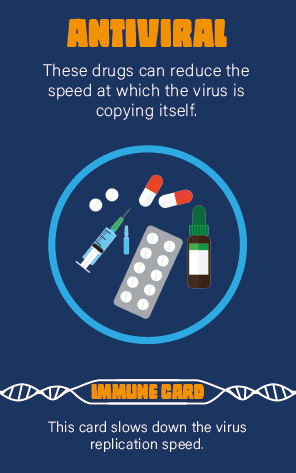 ANTIVIRAL
These drugs can reduce the
speed at which the virus is
copying itself.
IMMUNE CARD
This card slows down the virus
replication speed.